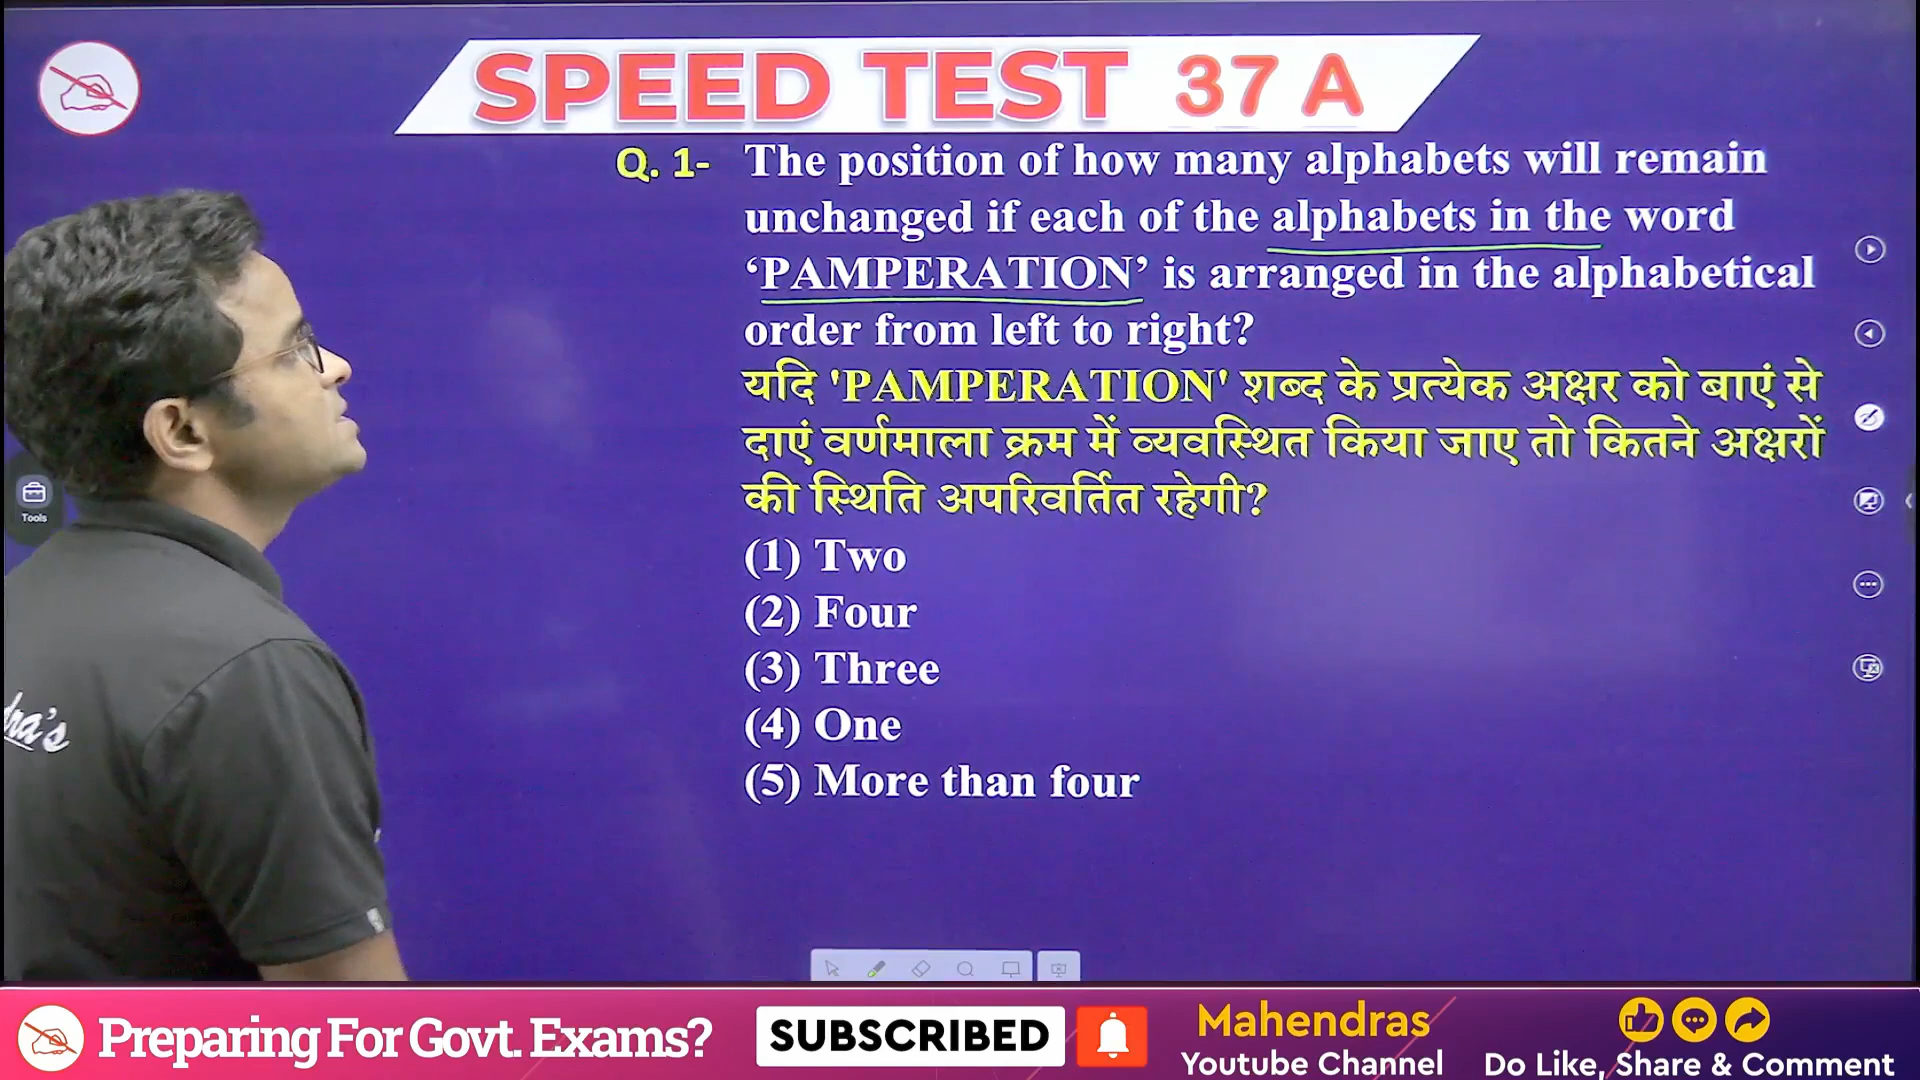 SPEED TEST 37 A
Q. 1- The position of how many alphabets will remain
unchanged if each of the alphabets in the word
‘PAMPERATION’ is arranged in the alphabetical
order from left to right?
यदि 'PAMPERATION' शब्द के प्रत्येक अक्षर को बाएं से
दाएं वर्णमाला क्रम में व्यवस्थित किया जाए तो कितने अक्षरों
की स्थिति अपरिवर्तित रहेगी?
(1) Two
(2) Four
(3) Three
(4) One
(5) More than four
Tools
ra's
Preparing For Govt. Exams?
SUBSCRIBED
Mahendras
Youtube Channel
Do Like, Share & Comment